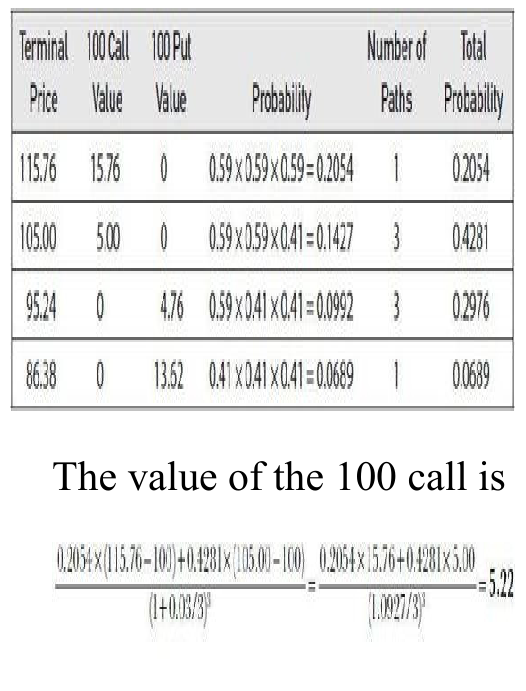 Terminal Price 100 Call Value 100 Put Value Probability Number of Paths Total Probability
115.76 15.76 0 0.59 × 0.59 × 0.59 = 0.2054 1 0.2054
105.00 5.00 0 0.59 × 0.59 × 0.41 = 0.1427 3 0.4281
95.24 0 4.76 0.59 × 0.41 × 0.41 = 0.0992 3 0.2976
86.38 0 13.62 0.41 × 0.41 × 0.41 = 0.0689 1 0.0689
The value of the 100 call is
0.2054×(115.76–100)+0.4281×(105.00–100) / (1+0.03/3)³ = 0.2054×15.76+0.4281×5.00 / (1.0927/3)³ = 5.22